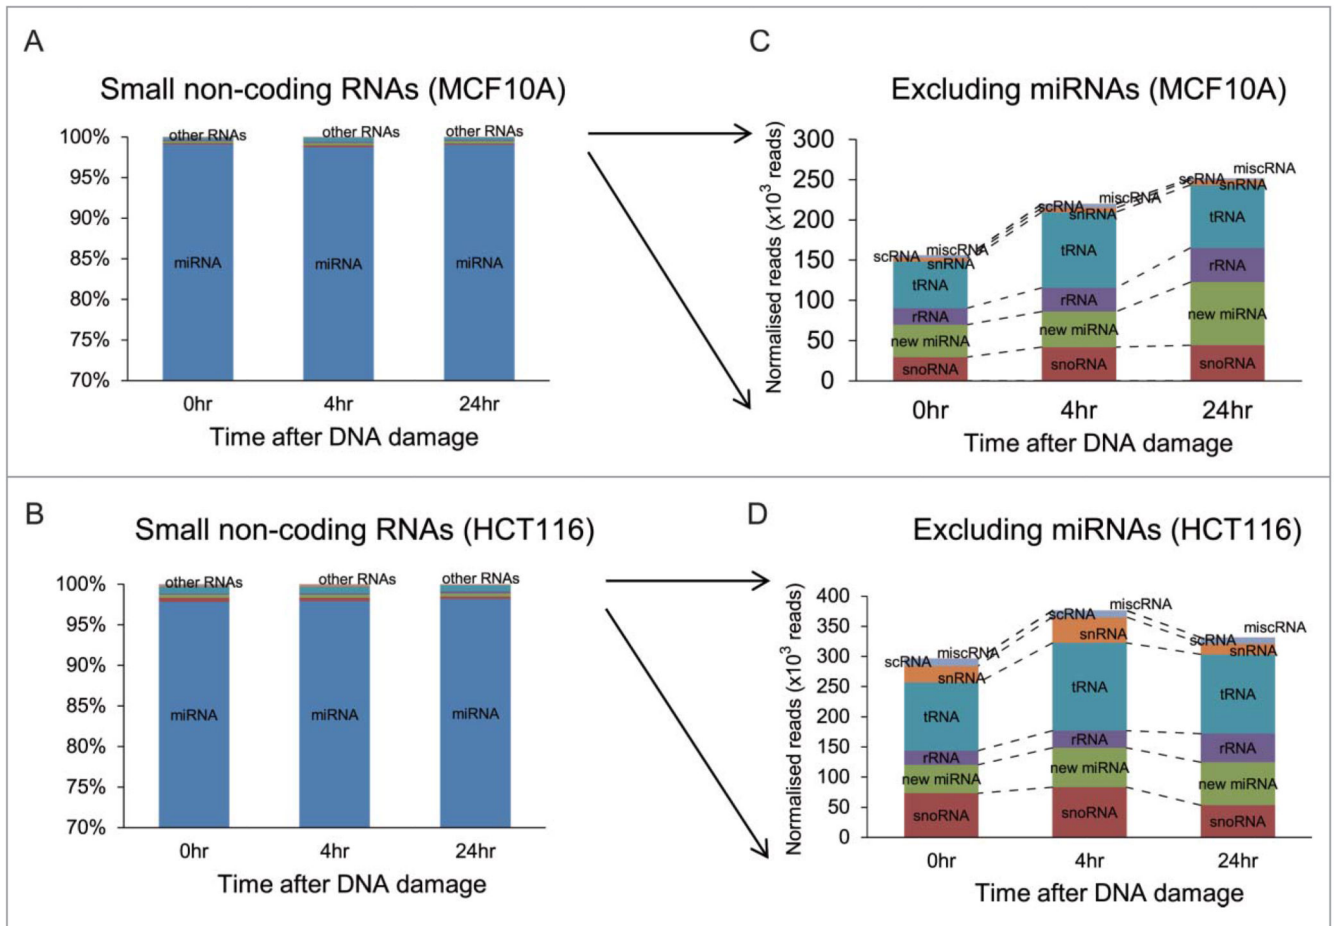 A
Small non-coding RNAs (MCF10A)
100%
95%
90%
85%
80%
75%
70%
other RNAs
other RNAs
other RNAs
miRNA
miRNA
miRNA
0hr
4hr
24hr
Time after DNA damage
C
Excluding miRNAs (MCF10A)
Normalised reads (x10³ reads)
300
250
200
150
100
50
0
scRNA
miscRNA
snRNA
tRNA
rRNA
new miRNA
snoRNA
scRNA
miscRNA
snRNA
tRNA
rRNA
new miRNA
snoRNA
scRNA
miscRNA
snRNA
tRNA
rRNA
new miRNA
snoRNA
0hr
4hr
24hr
Time after DNA damage
B
Small non-coding RNAs (HCT116)
100%
95%
90%
85%
80%
75%
70%
other RNAs
other RNAs
other RNAs
miRNA
miRNA
miRNA
0hr
4hr
24hr
Time after DNA damage
D
Excluding miRNAs (HCT116)
Normalised reads (x10³ reads)
400
350
300
250
200
150
100
50
0
scRNA
miscRNA
snRNA
tRNA
rRNA
new miRNA
snoRNA
scRNA
miscRNA
snRNA
tRNA
rRNA
new miRNA
snoRNA
scRNA
miscRNA
snRNA
tRNA
rRNA
new miRNA
snoRNA
0hr
4hr
24hr
Time after DNA damage